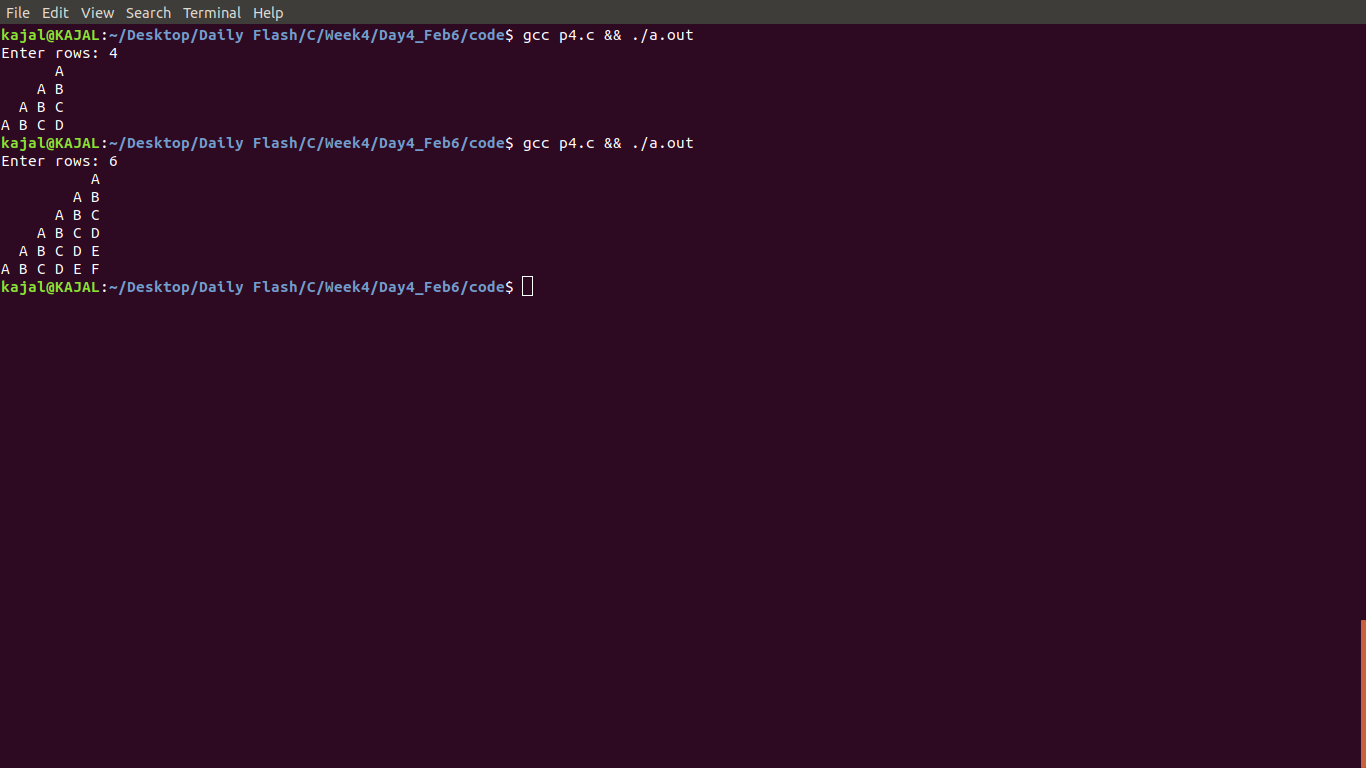 File Edit View Search Terminal Help
kajal@KAJAL:~/Desktop/Daily Flash/C/Week4/Day4_Feb6/code$ gcc p4.c && ./a.out
Enter rows: 4
      A
    A B
  A B C
A B C D
kajal@KAJAL:~/Desktop/Daily Flash/C/Week4/Day4_Feb6/code$ gcc p4.c && ./a.out
Enter rows: 6
          A
        A B
      A B C
    A B C D
  A B C D E
A B C D E F
kajal@KAJAL:~/Desktop/Daily Flash/C/Week4/Day4_Feb6/code$